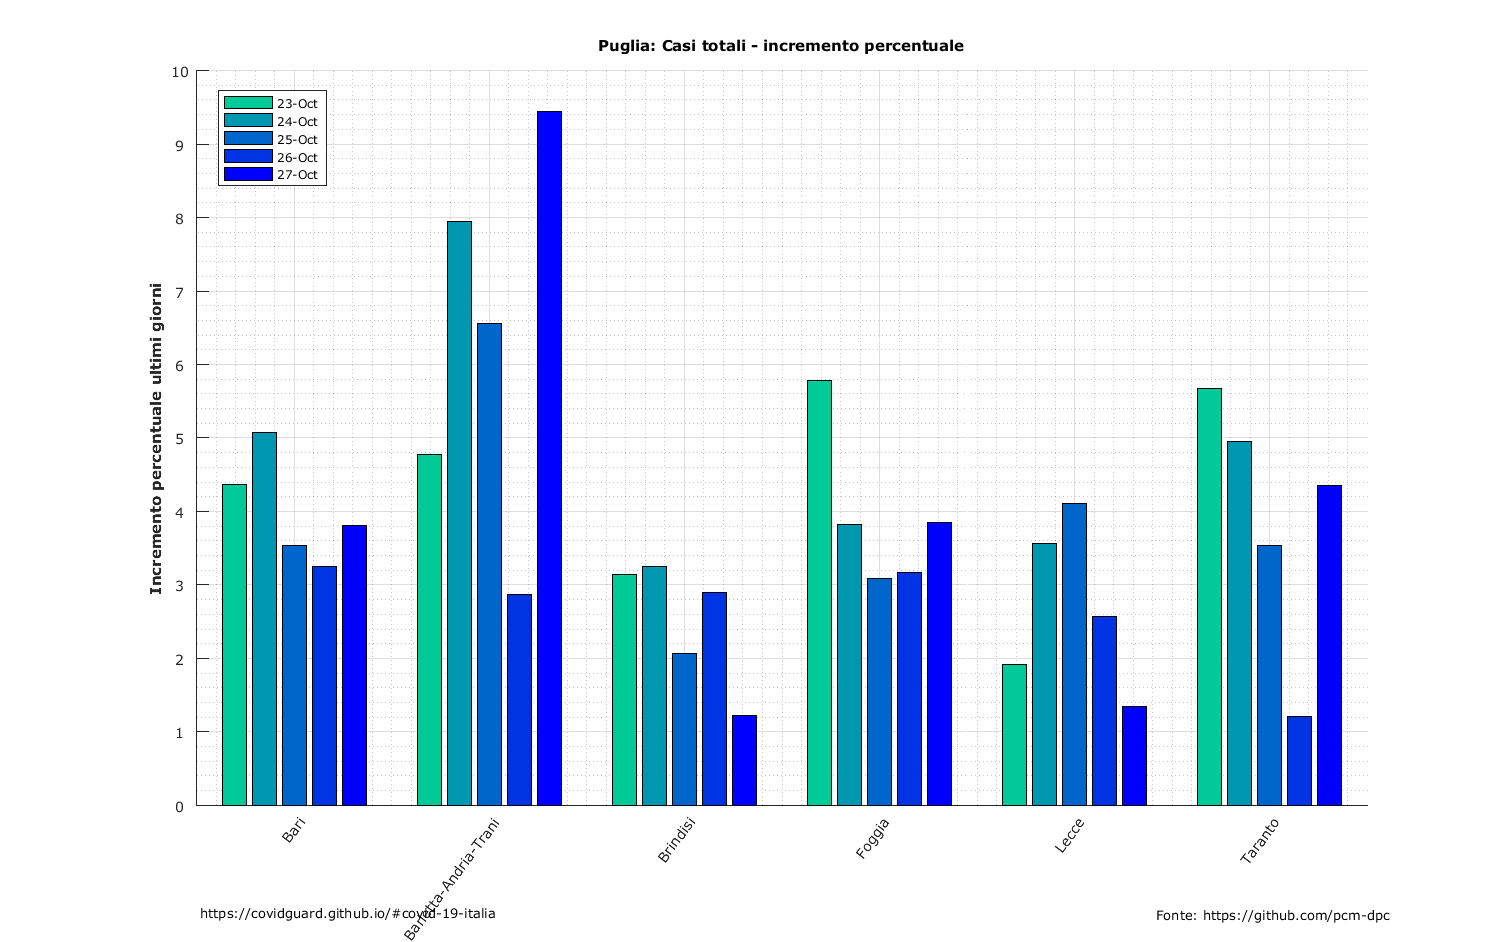 Puglia: Casi totali - incremento percentuale
10
9
8
7
6
5
4
3
2
1
0
Incremento percentuale ultimi giorni
23-Oct
24-Oct
25-Oct
26-Oct
27-Oct
Bari
Barletta-Andria-Trani
Brindisi
Foggia
Lecce
Taranto
https://covidguard.github.io/#covid-19-italia
Fonte: https://github.com/pcm-dpc